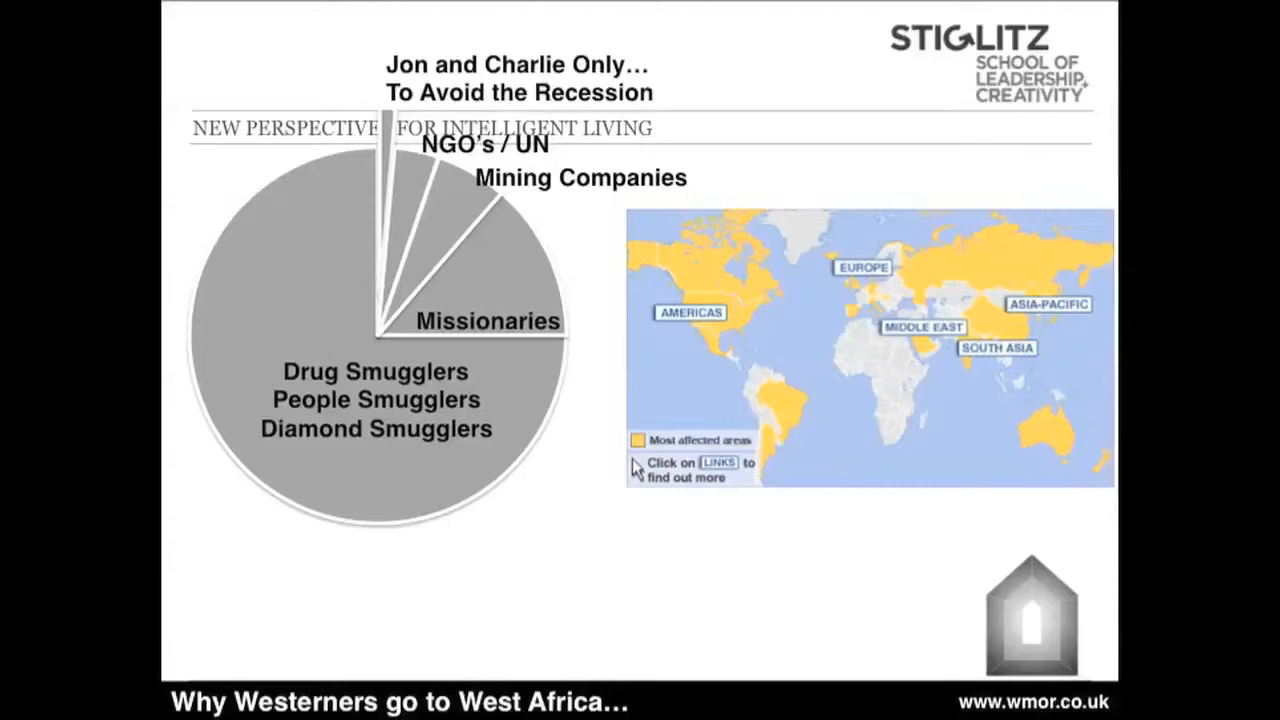 STIGLITZ
SCHOOL OF
LEADERSHIP,
CREATIVITY
Jon and Charlie Only…
To Avoid the Recession
NEW PERSPECTIVE FOR INTELLIGENT LIVING
NGO's / UN
Mining Companies
Missionaries
Drug Smugglers
People Smugglers
Diamond Smugglers
EUROPE
AMERICAS
ASIA-PACIFIC
MIDDLE EAST
SOUTH ASIA
Most affected areas
Click on LINKS to
find out more
Why Westerners go to West Africa…
www.wmor.co.uk